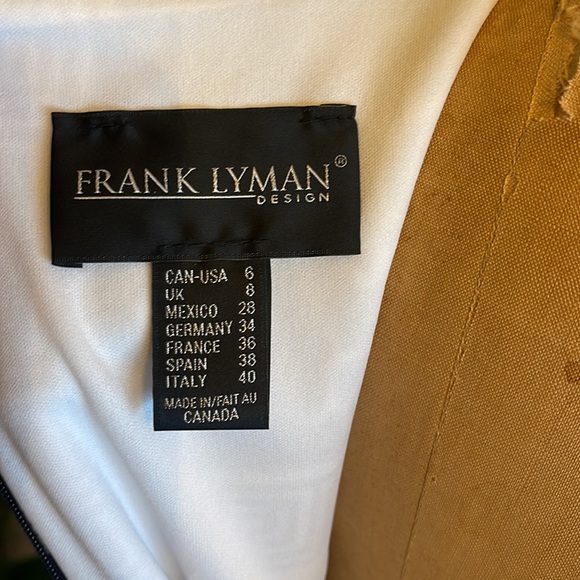 FRANK LYMAN®
DESIGN
CAN-USA 6
UK 8
MEXICO 28
GERMANY 34
FRANCE 36
SPAIN 38
ITALY 40
MADE IN/FAIT AU
CANADA